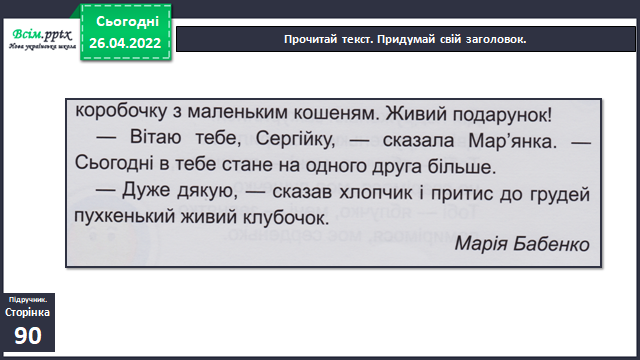 Всім.pptx
Нова українська школа
Сьогодні
26.04.2022
Прочитай текст. Придумай свій заголовок.
коробочку з маленьким кошеням. Живий подарунок!
— Вітаю тебе, Сергійку, — сказала Мар’янка. —
Сьогодні в тебе стане на одного друга більше.
— Дуже дякую, — сказав хлопчик і притис до грудей
пухкенький живий клубочок.
Марія Бабенко
Підручник.
Сторінка
90